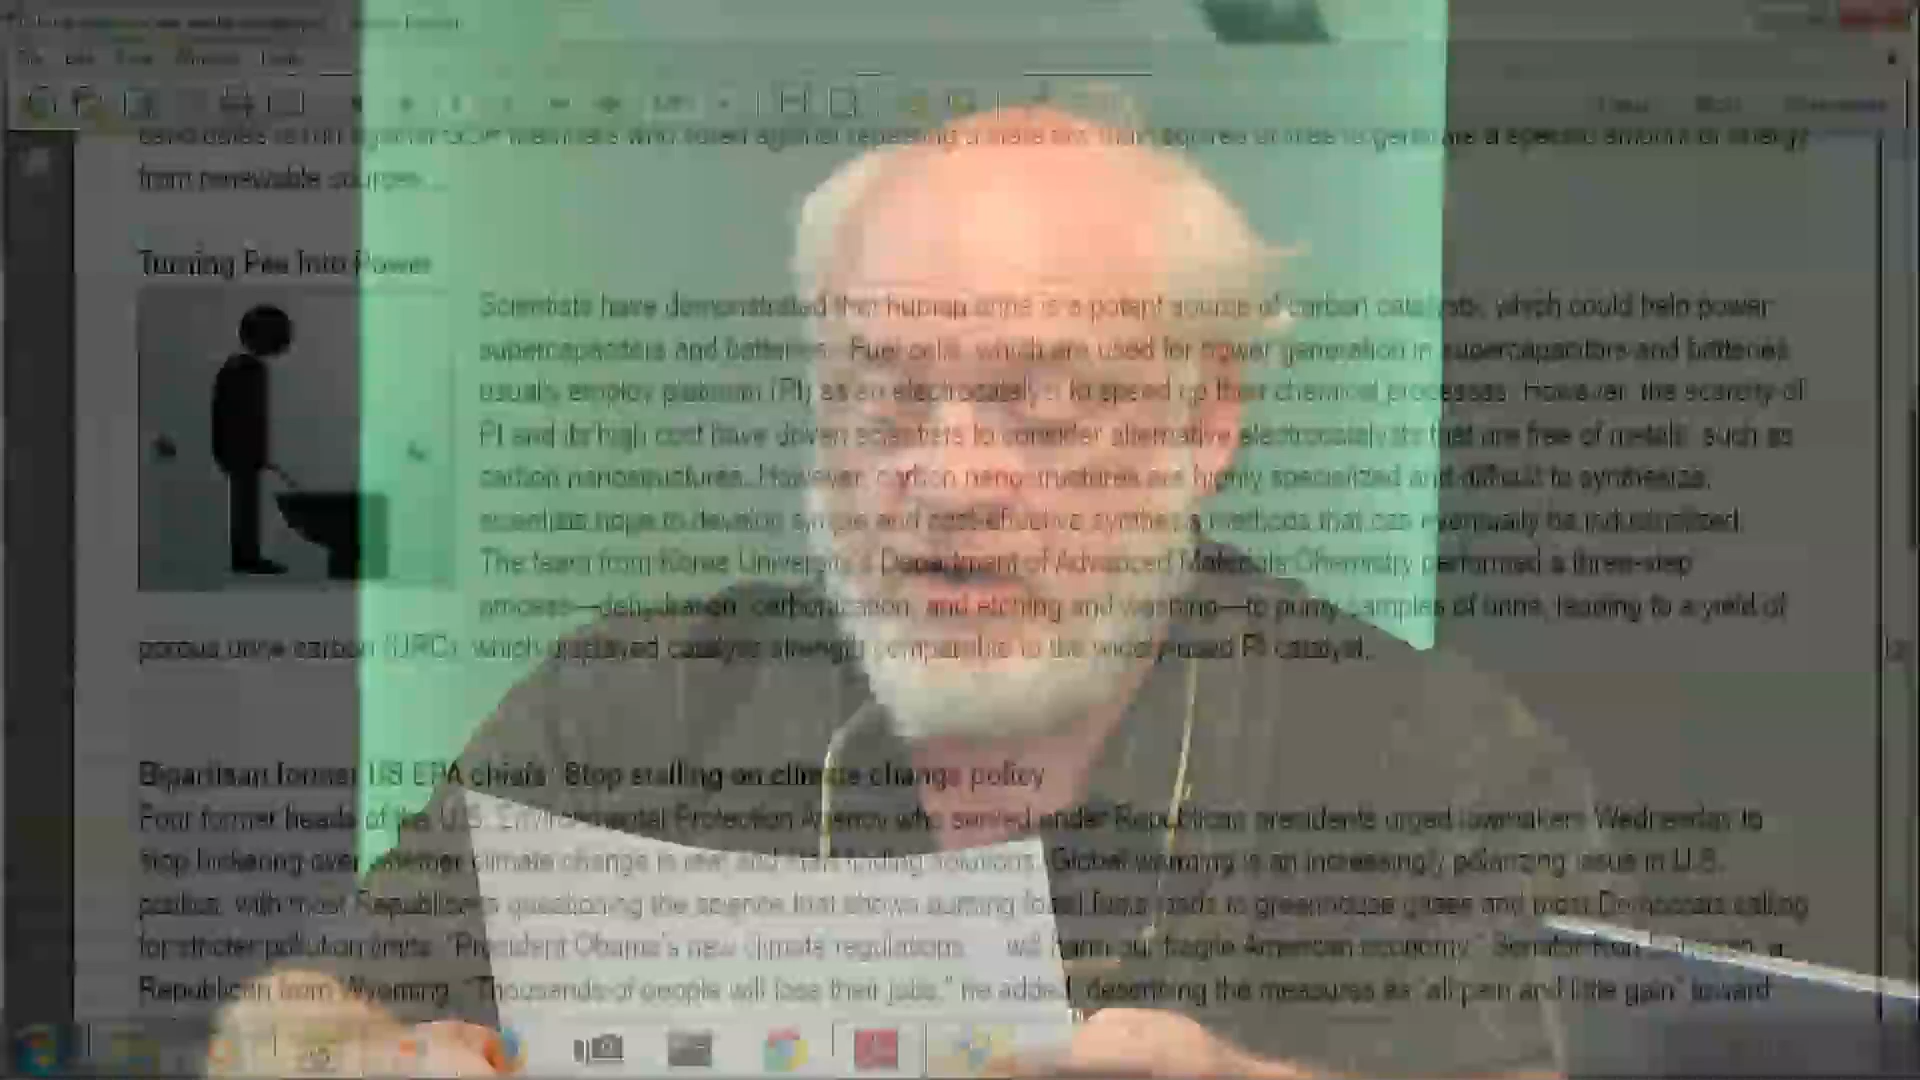 from renewable sources...
Turning Pee Into Power
Scientists have demonstrated that human urine is a potent source of carbon catalysts, which could help power
supercapacitors and batteries. Fuel cells, which are used for power generation in supercapacitors and batteries
usually employ platinum (Pt) as an electrocatalyst to speed up their chemical processes. However, the scarcity of
Pt and its high cost have driven scientists to consider alternative electrocatalysts that are free of metals, such as
carbon nanostructures. However, carbon nanostructures are highly specialized and difficult to synthesize;
scientists hope to develop simple and cost-effective synthesis methods that can eventually be industrialized.
The team from Korea University's Department of Advanced Materials Chemistry performed a three-step
process—dehydration, carbonization, and etching and washing—to purify samples of urine, leading to a yield of
porous urine carbon (URC), which displayed catalytic strength comparable to the widely-used Pt catalyst.
Bipartisan former US EPA chiefs: Stop stalling on climate change policy
Four former heads of the U.S. Environmental Protection Agency who served under Republican presidents urged lawmakers Wednesday to
stop bickering over whether climate change is real and start finding solutions. Global warming is an increasingly polarizing issue in U.S.
politics, with most Republicans questioning the science that shows burning fossil fuels leads to greenhouse gases and most Democrats calling
for stricter pollution limits. "President Obama's new climate regulations ... will harm our fragile American economy," Senator
Republican from Wyoming. "Thousands of people will lose their jobs," he added, describing the measures as "all pain and little gain" toward